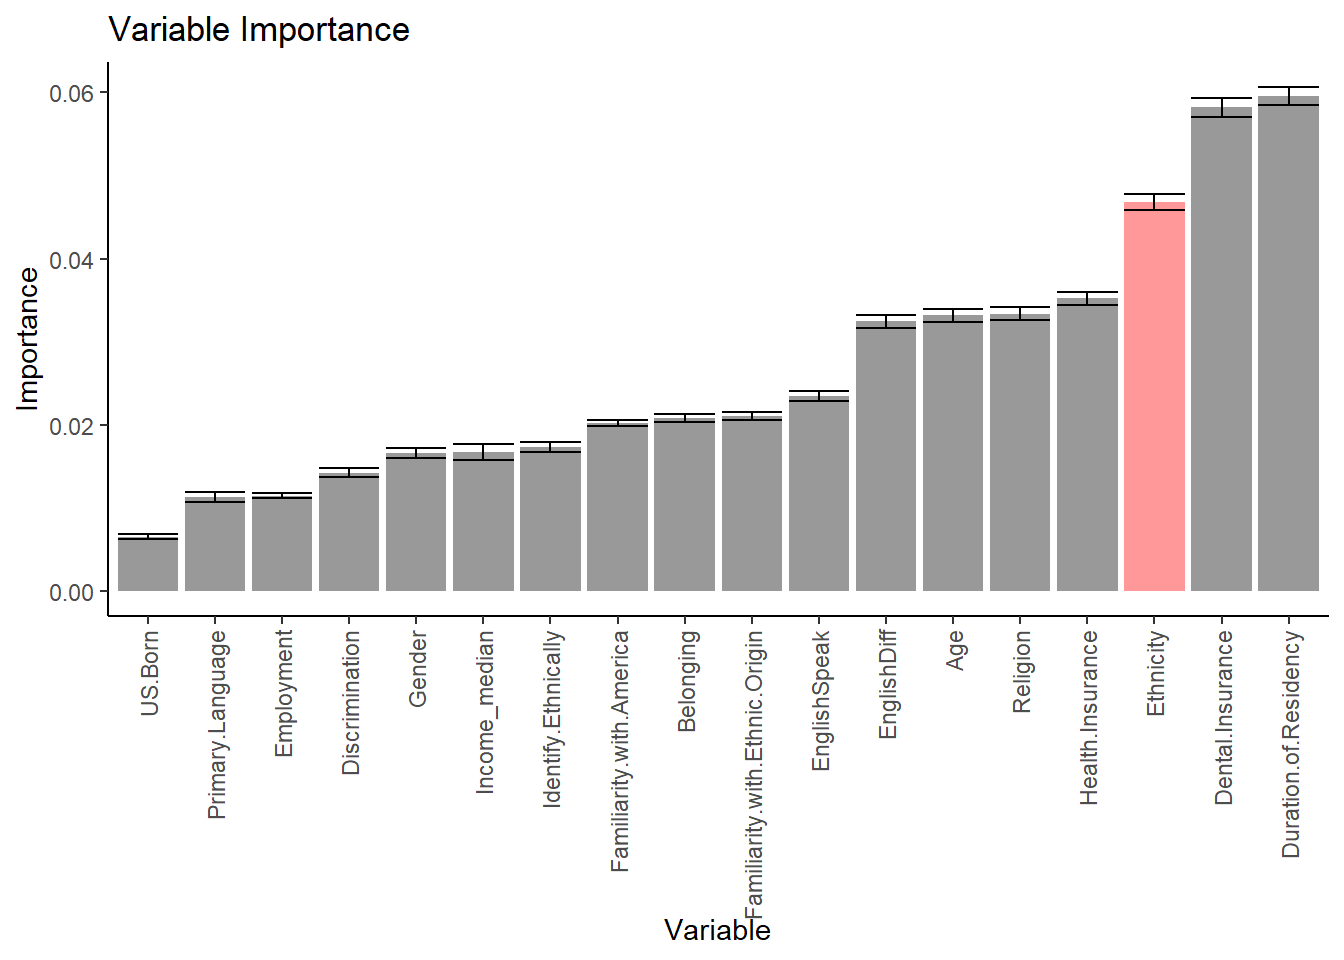 Variable Importance
Importance
0.06
0.04
0.02
0.00
US.Born
Primary.Language
Employment
Discrimination
Gender
Income_median
Identify.Ethnically
Familiarity.with.America
Belonging
Familiarity.with.Ethnic.Origin
EnglishSpeak
EnglishDiff
Age
Religion
Health.Insurance
Ethnicity
Dental.Insurance
Duration.of.Residency
Variable